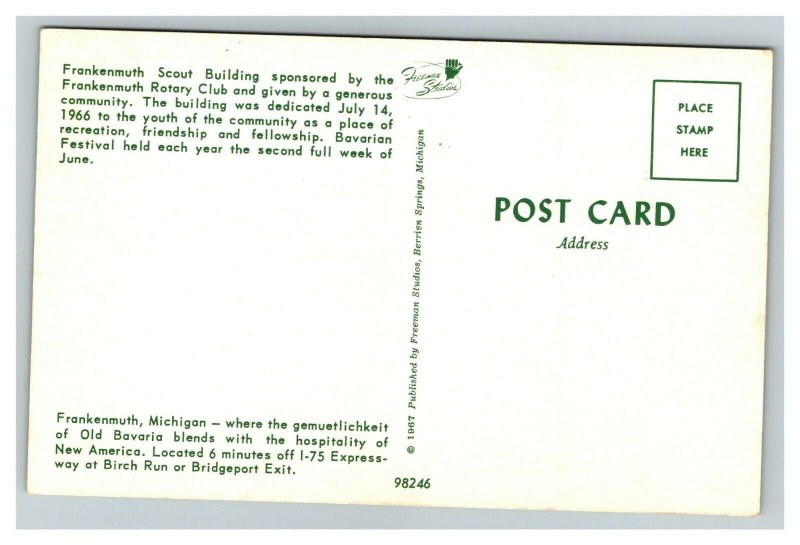 Frankenmuth Scout Building sponsored by the
Frankenmuth Rotary Club and given by a generous
community. The building was dedicated July 14,
1966 to the youth of the community as a place of
recreation, friendship and fellowship. Bavarian
Festival held each year the second full week of
June.
Freeman
Studios
PLACE
STAMP
HERE
POST CARD
Address
© 1967 Published by Freeman Studios, Berrien Springs, Michigan
Frankenmuth, Michigan — where the gemuetlichkeit
of Old Bavaria blends with the hospitality of
New America. Located 6 minutes off I-75 Express-
way at Birch Run or Bridgeport Exit.
98246